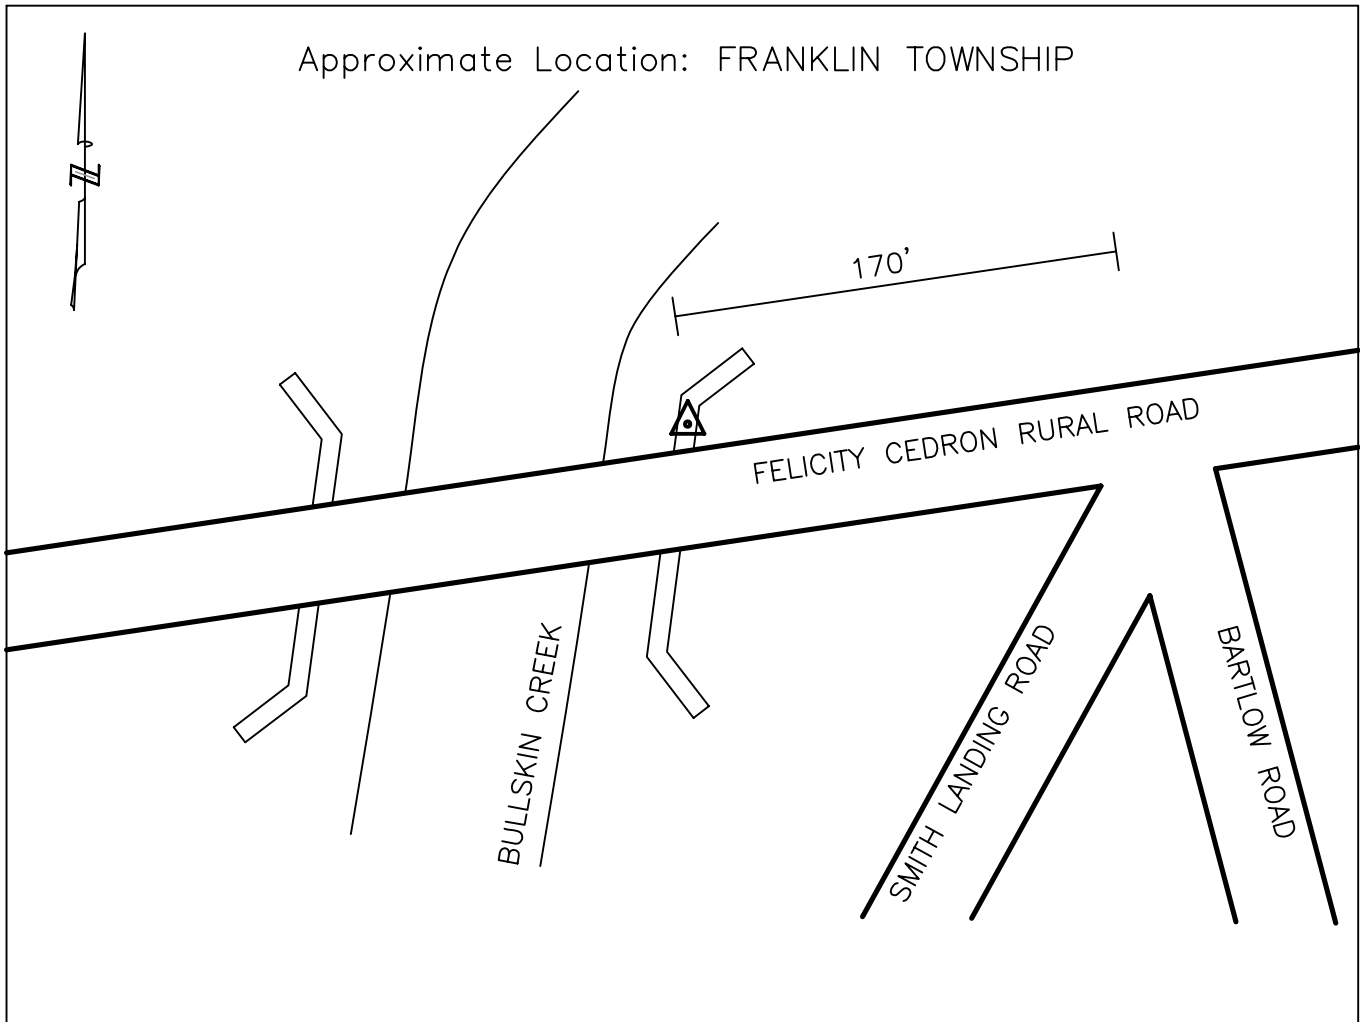 Approximate Location: FRANKLIN TOWNSHIP
N
170'
FELICITY CEDRON RURAL ROAD
BULLSKIN CREEK
SMITH LANDING ROAD
BARTLOW ROAD